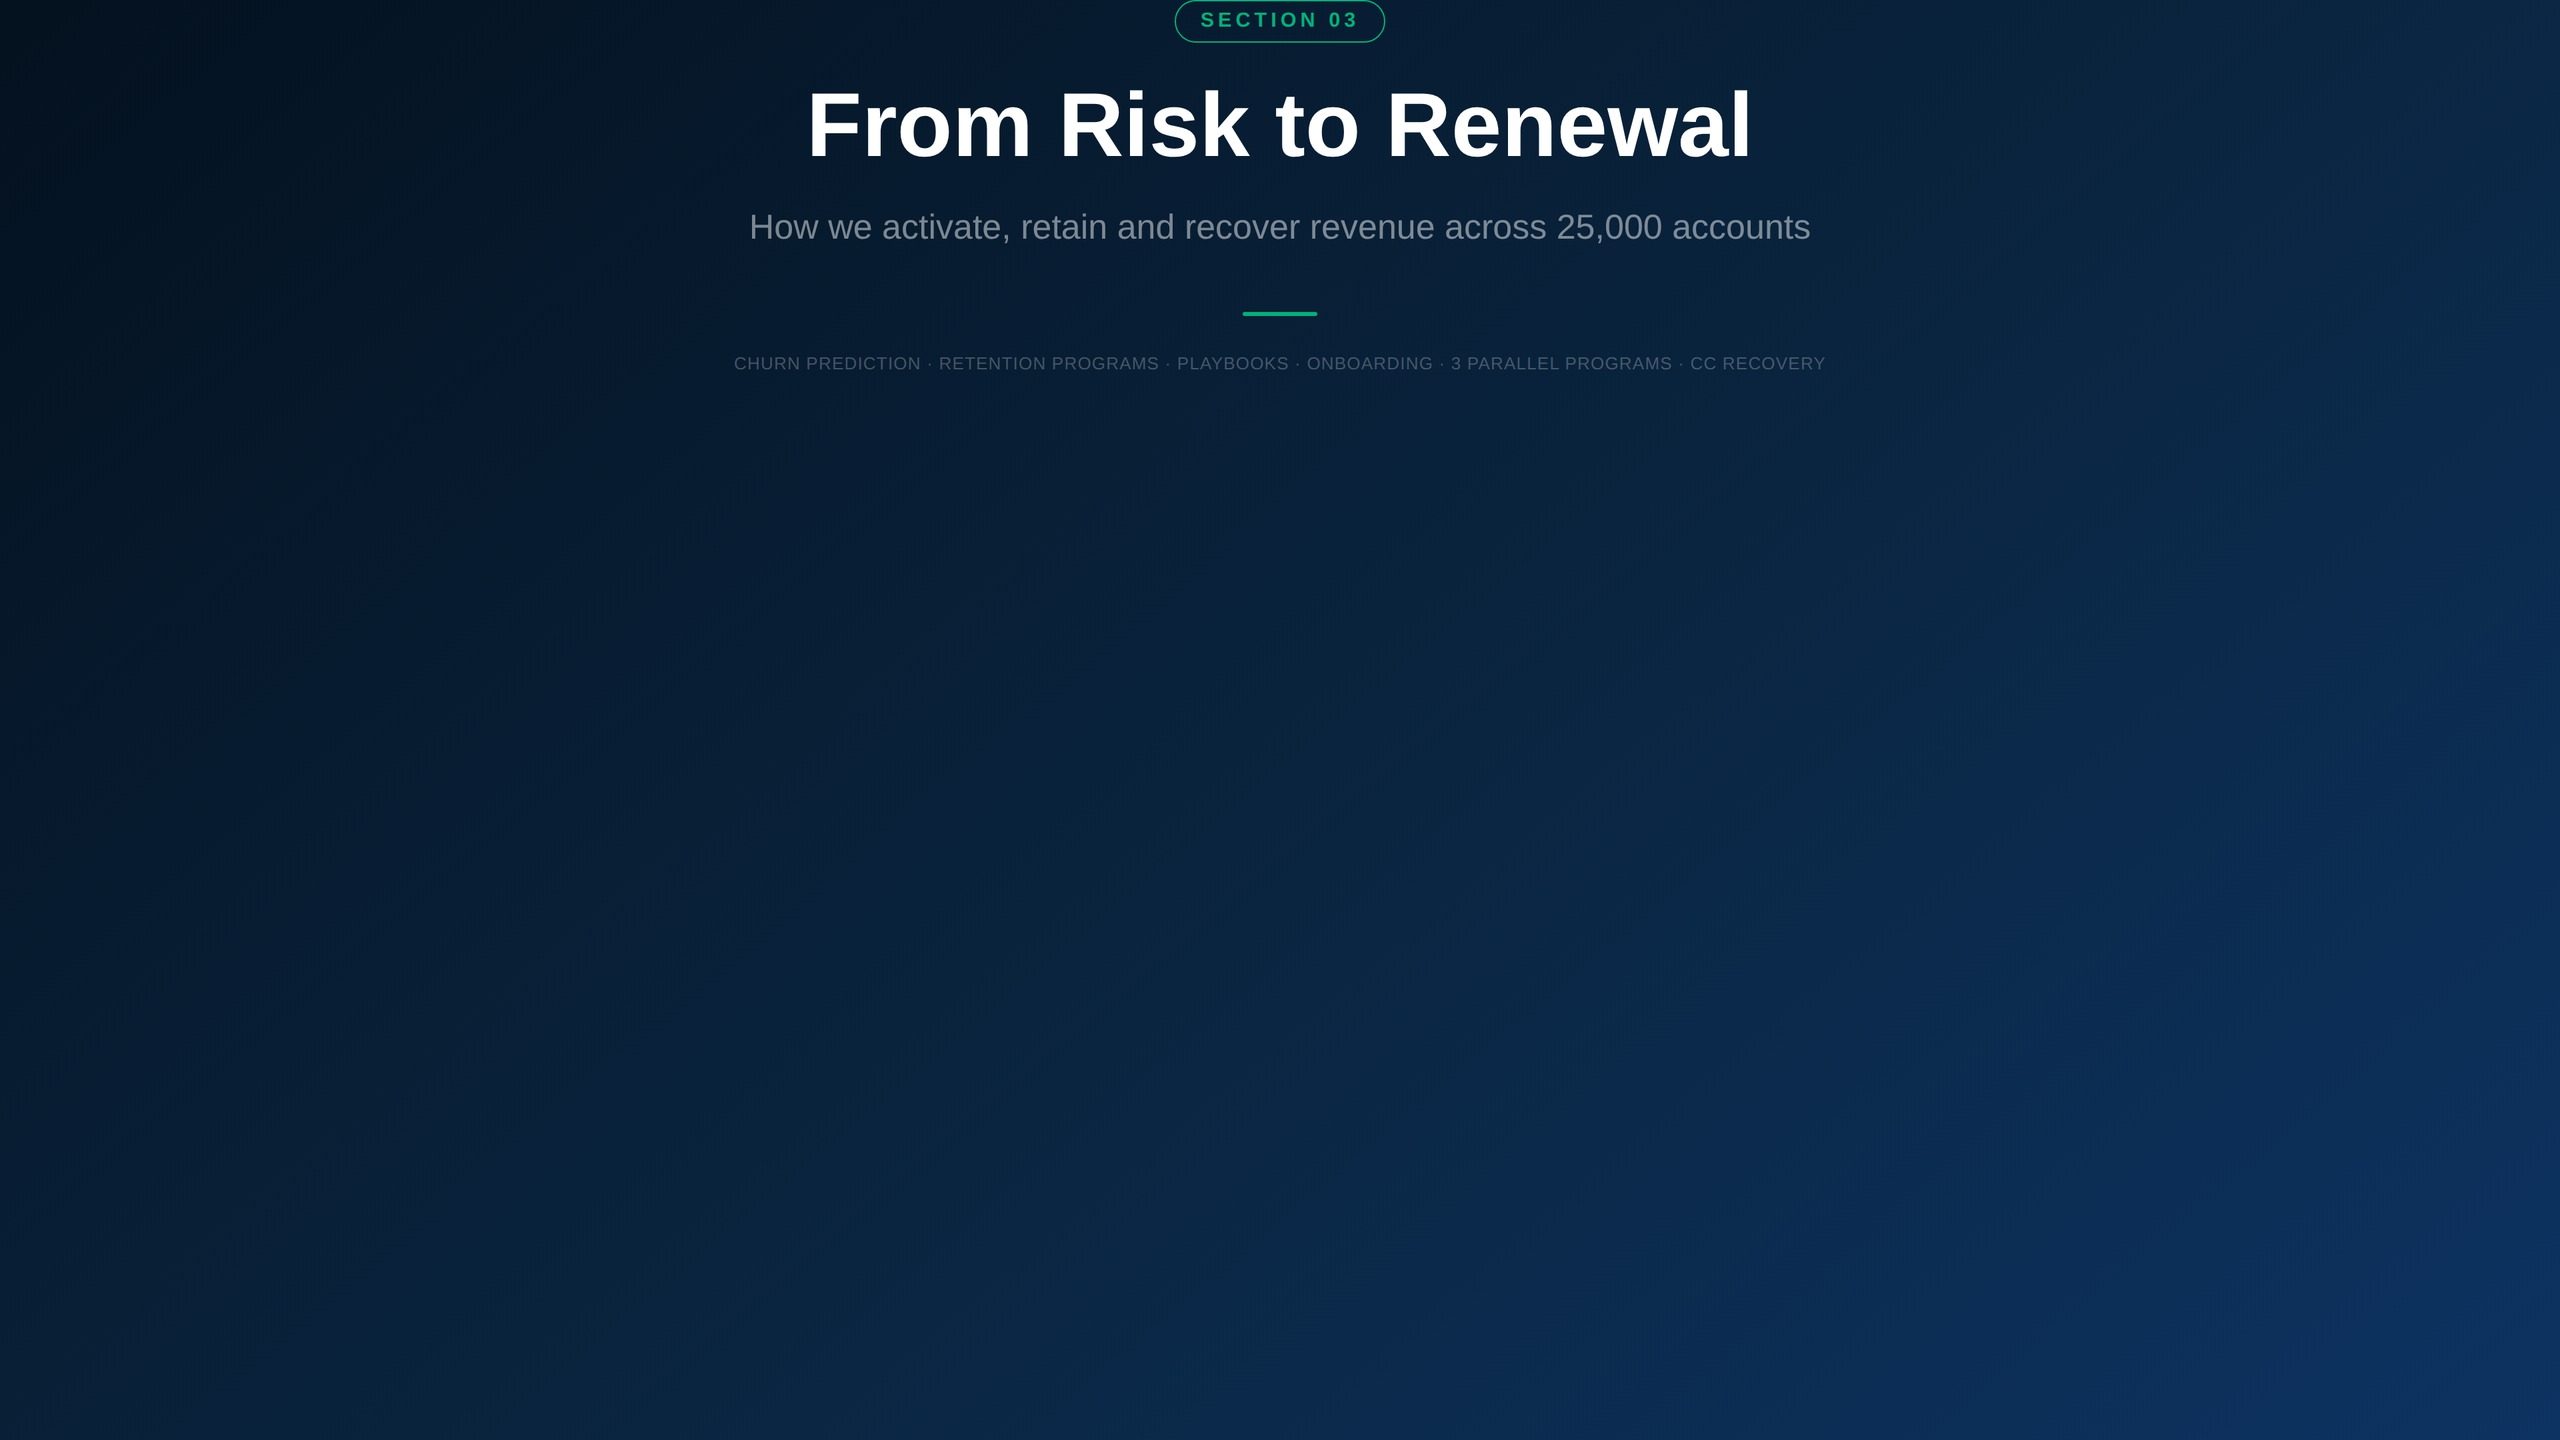 SECTION 03
From Risk to Renewal
How we activate, retain and recover revenue across 25,000 accounts
CHURN PREDICTION · RETENTION PROGRAMS · PLAYBOOKS · ONBOARDING · 3 PARALLEL PROGRAMS · CC RECOVERY